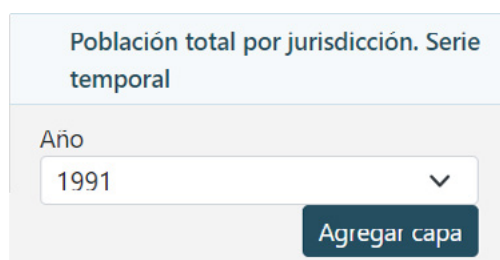 Población total por jurisdicción. Serie
temporal
Año
1991
Agregar capa